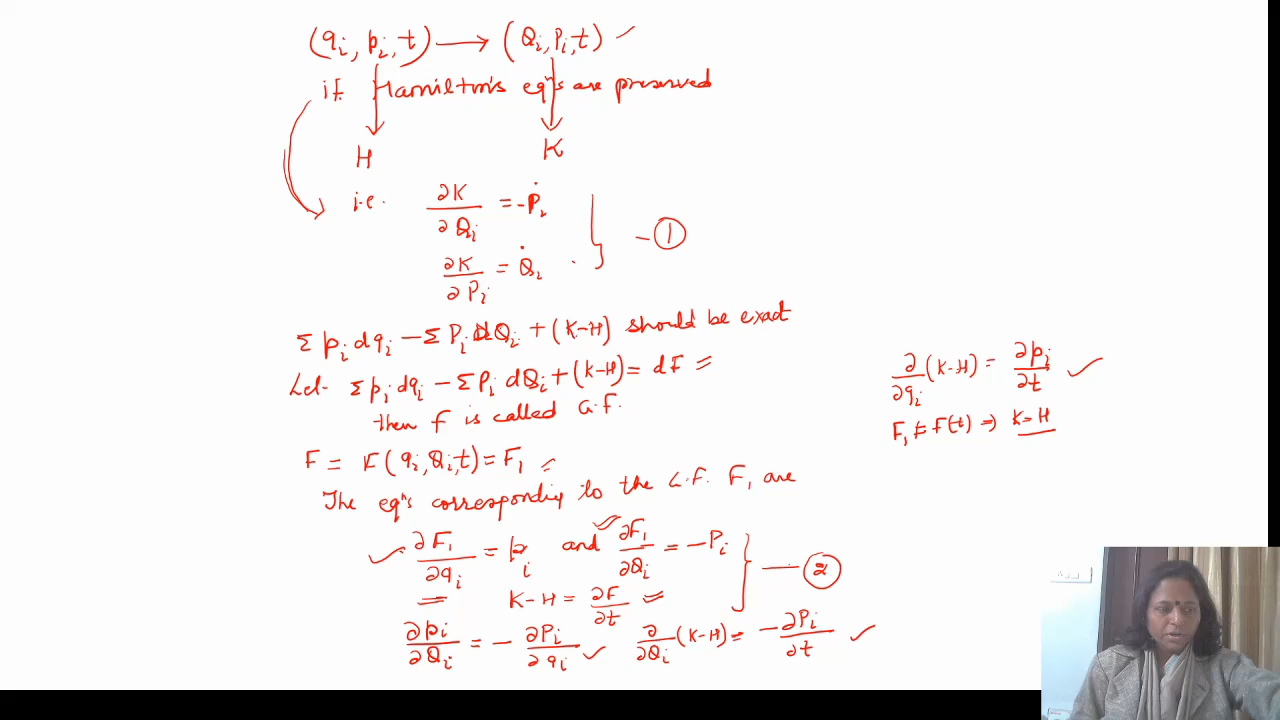 (qi, pi, t) → (Qi, Pi, t) ✓
if Hamilton's eqns are preserved
H K
i.e. ∂K/∂Qi = -Ṗi
∂K/∂Pi = Q̇i } - ①
Σ pi dqi - Σ Pi dQi + (K-H) should be exact
Let Σ pi dqi - Σ Pi dQi + (K-H) = dF
then F is called G.F.
F = F(qi, Qi, t) = F1
The eqns corresponding to the G.F. F1 are
✓ ∂F1/∂qi = pi and ∂F1/∂Qi = -Pi
K-H = ∂F/∂t } — ②
∂pi/∂Qi = - ∂Pi/∂qi ✓ ∂/∂Qi (K-H) = - ∂Pi/∂t ✓
∂/∂qi (K-H) = ∂pi/∂t ✓
F1 ≠ f(t) ⇒ K=H